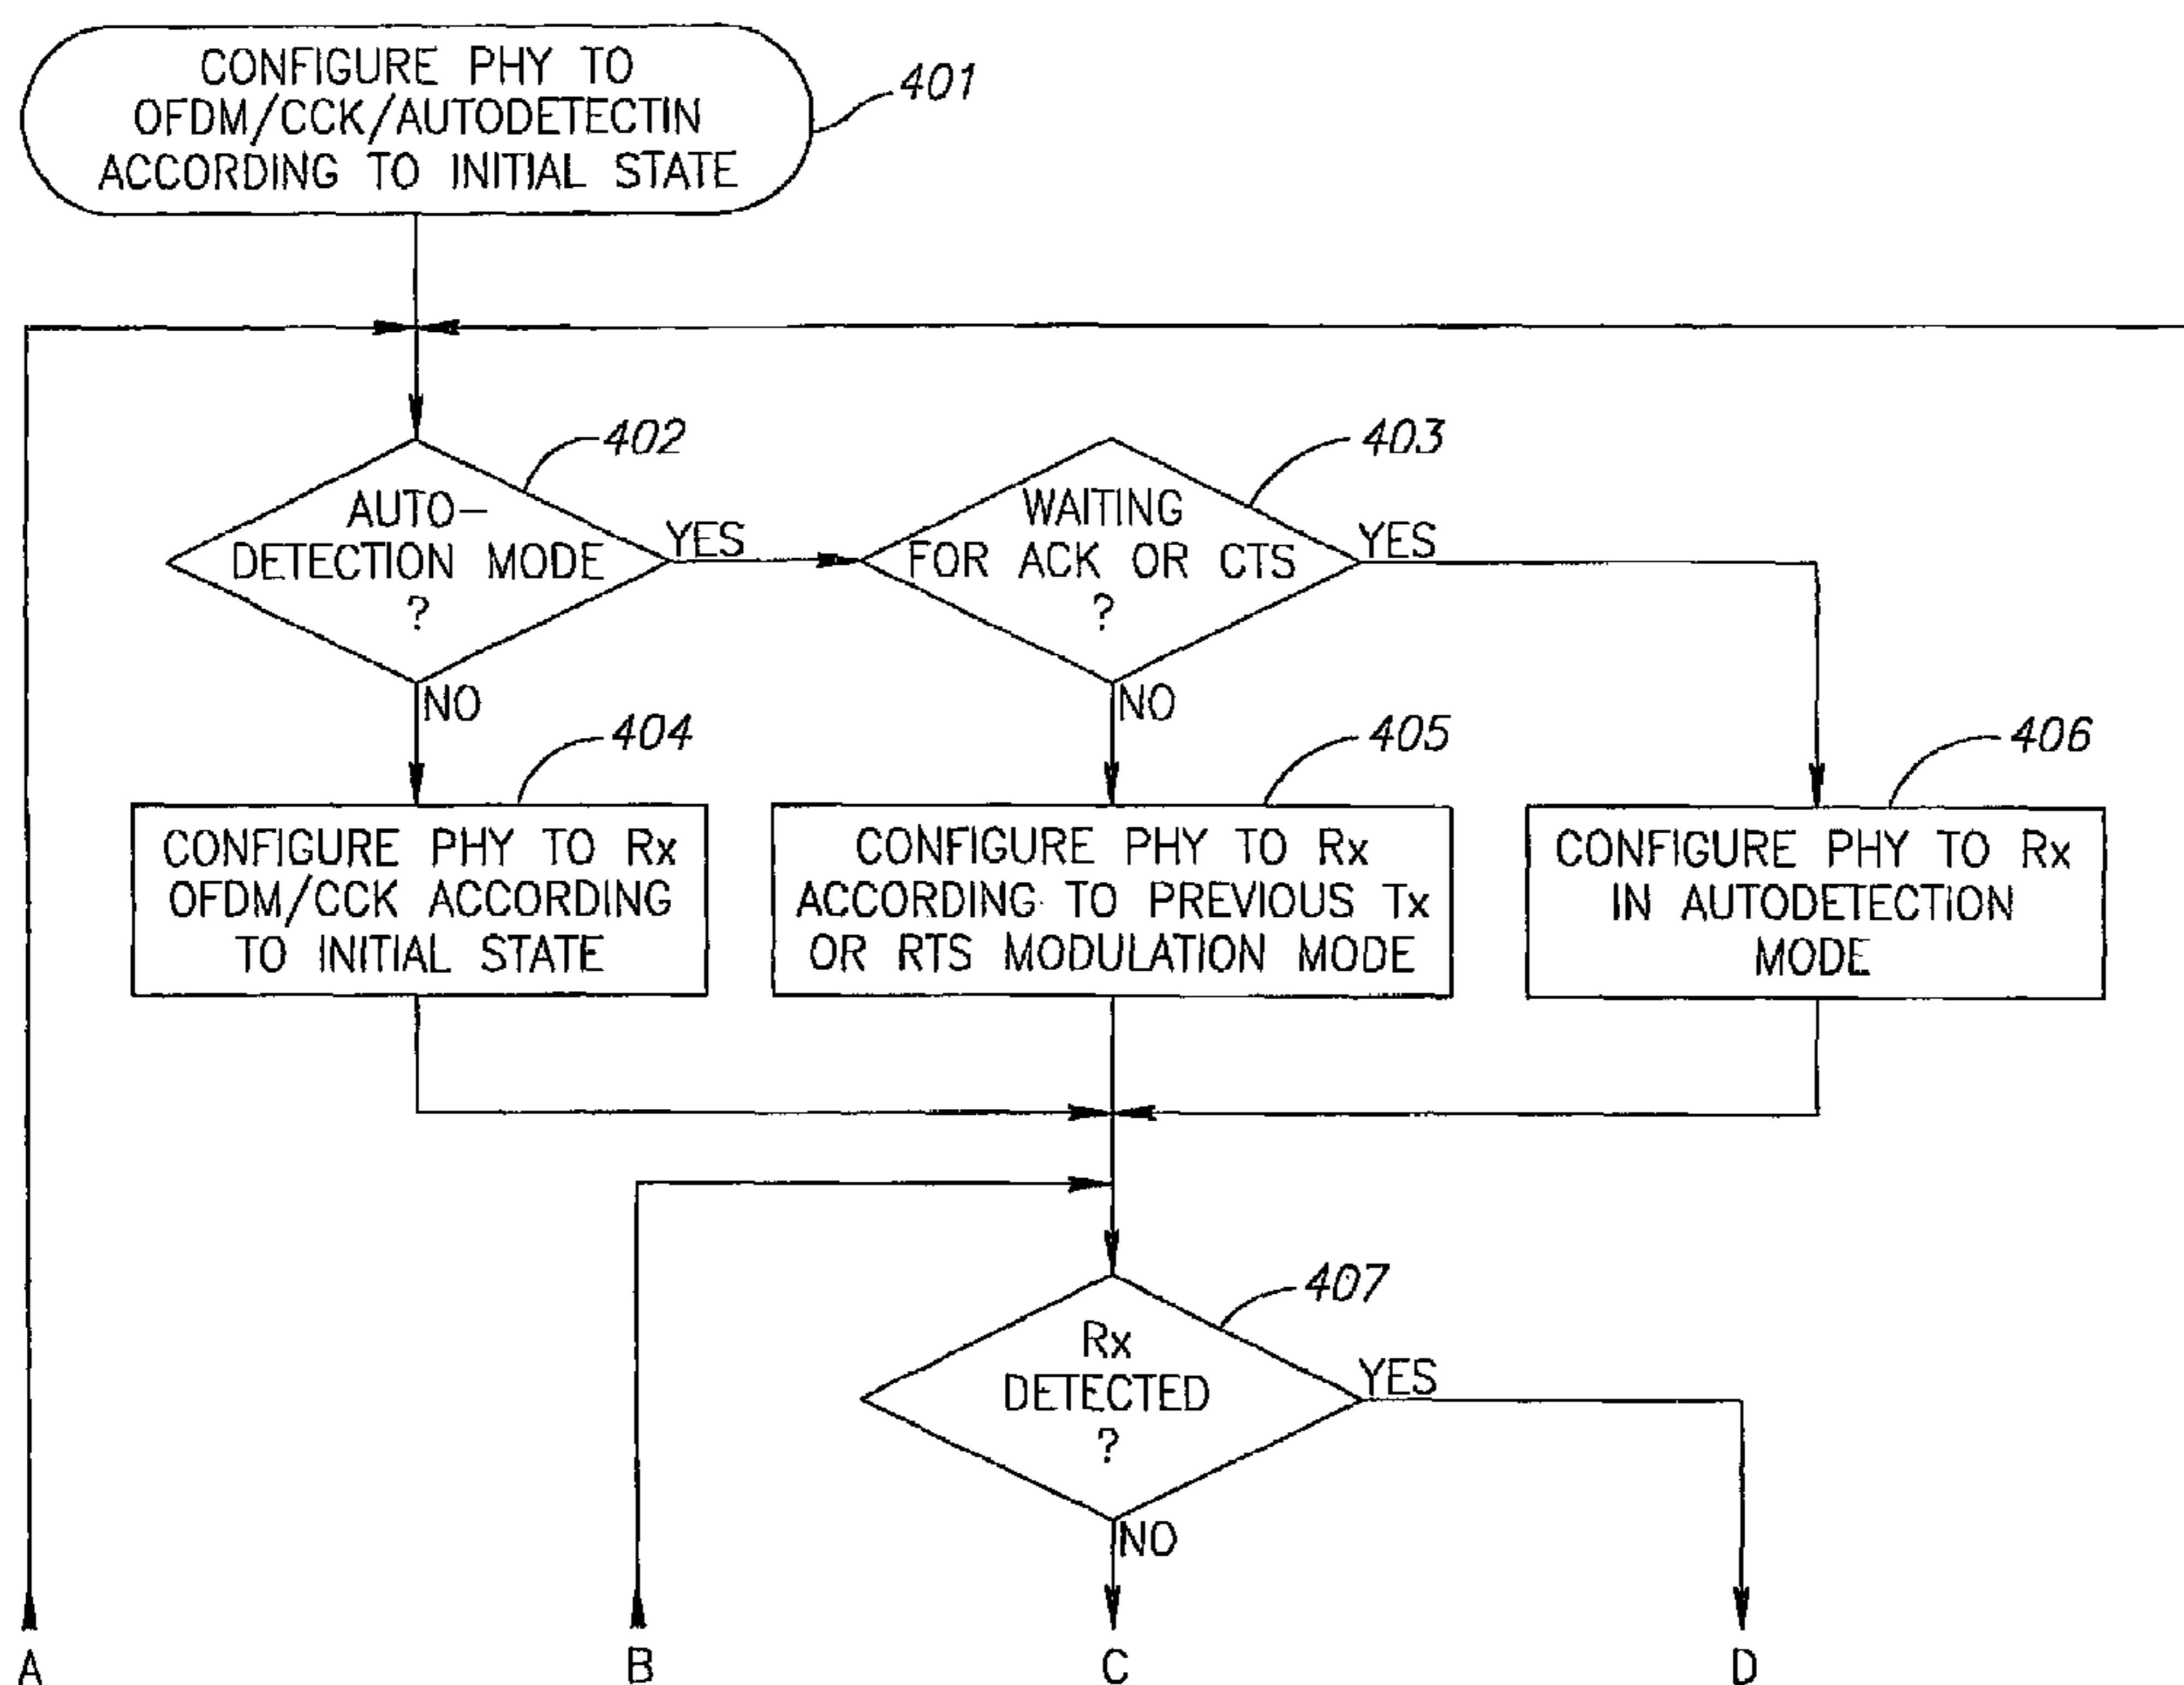 CONFIGURE PHY TO
OFDM/CCK/AUTODETECTIN
ACCORDING TO INITIAL STATE
401
402
AUTO-
DETECTION MODE
?
YES
NO
403
WAITING
FOR ACK OR CTS
?
YES
NO
404
CONFIGURE PHY TO Rx
OFDM/CCK ACCORDING
TO INITIAL STATE
405
CONFIGURE PHY TO Rx
ACCORDING TO PREVIOUS Tx
OR RTS MODULATION MODE
406
CONFIGURE PHY TO Rx
IN AUTODETECTION
MODE
407
Rx
DETECTED
?
YES
NO
A
B
C
D